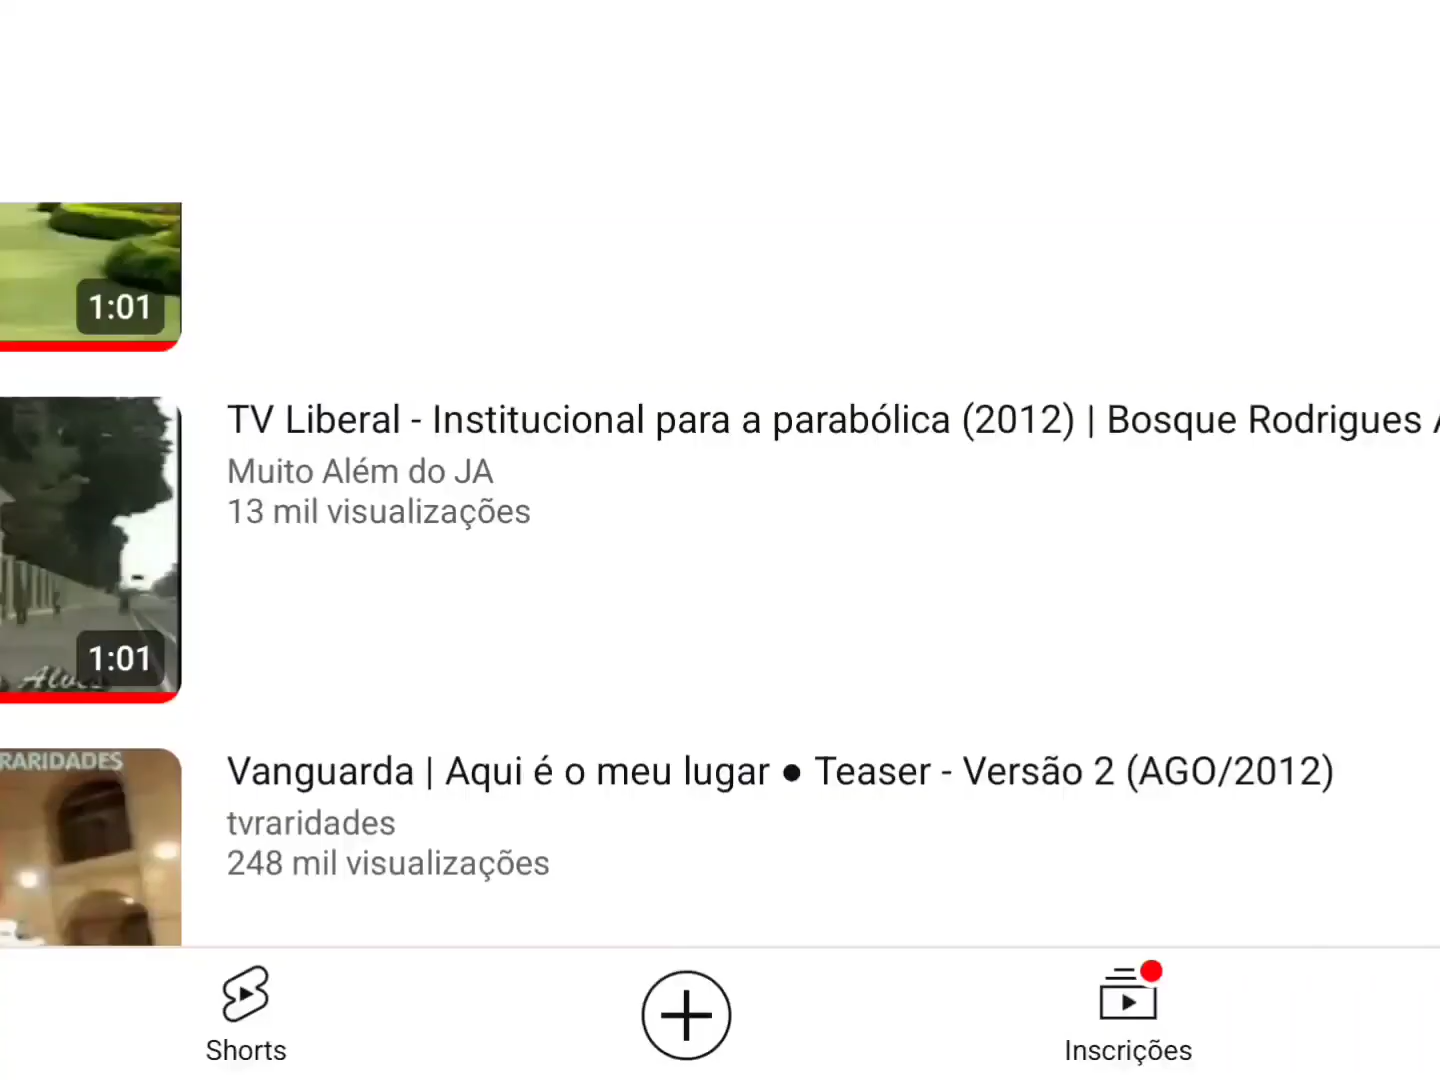 1:01
TV Liberal - Institucional para a parabólica (2012) | Bosque Rodrigues
Muito Além do JA
13 mil visualizações
1:01
RARIDADES
Vanguarda | Aqui é o meu lugar ● Teaser - Versão 2 (AGO/2012)
tvraridades
248 mil visualizações
Shorts
Inscrições